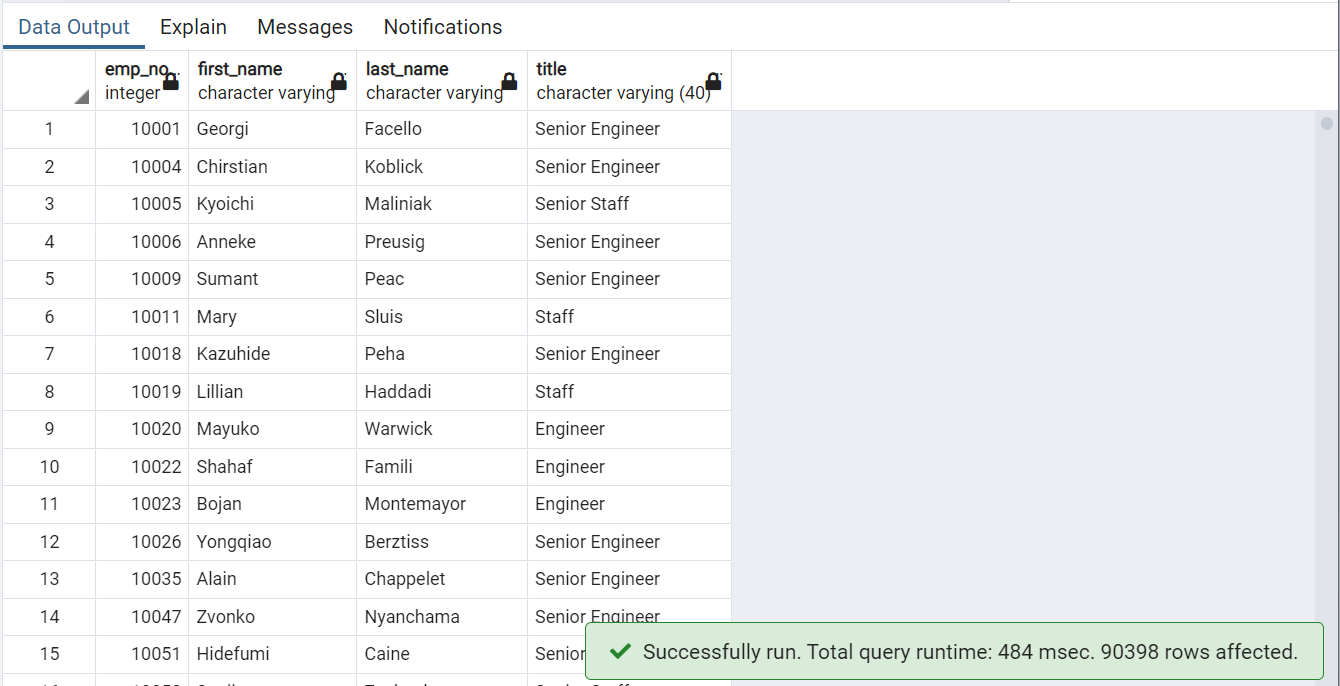 Data Output Explain Messages Notifications
emp_no first_name last_name title
integer character varying character varying character varying (40)
1 10001 Georgi Facello Senior Engineer
2 10004 Chirstian Koblick Senior Engineer
3 10005 Kyoichi Maliniak Senior Staff
4 10006 Anneke Preusig Senior Engineer
5 10009 Sumant Peac Senior Engineer
6 10011 Mary Sluis Staff
7 10018 Kazuhide Peha Senior Engineer
8 10019 Lillian Haddadi Staff
9 10020 Mayuko Warwick Engineer
10 10022 Shahaf Famili Engineer
11 10023 Bojan Montemayor Engineer
12 10026 Yongqiao Berztiss Senior Engineer
13 10035 Alain Chappelet Senior Engineer
14 10047 Zvonko Nyanchama Senior Engineer
15 10051 Hidefumi Caine Senior
Successfully run. Total query runtime: 484 msec. 90398 rows affected.